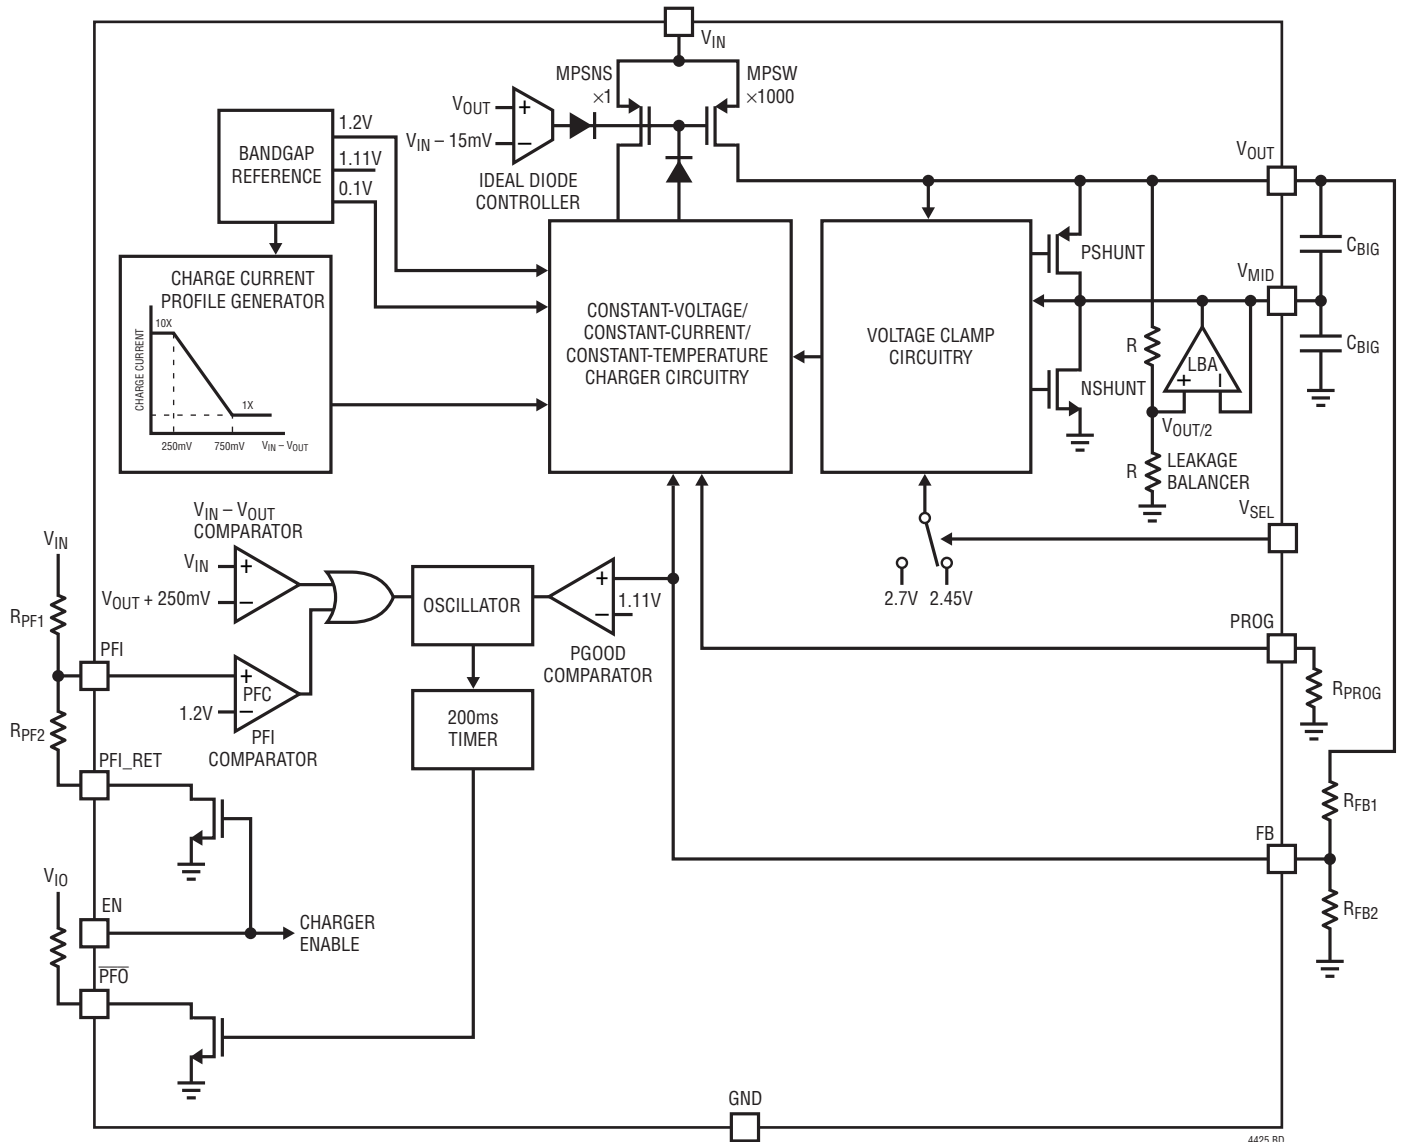 VIN
MPSNS
×1
MPSW
×1000
VOUT
VIN – 15mV
+
–
IDEAL DIODE
CONTROLLER
BANDGAP
REFERENCE
1.2V
1.11V
0.1V
VOUT
CHARGE CURRENT
PROFILE GENERATOR
CHARGE CURRENT
10X
1X
250mV
750mV
VIN – VOUT
CONSTANT-VOLTAGE/
CONSTANT-CURRENT/
CONSTANT-TEMPERATURE
CHARGER CIRCUITRY
VOLTAGE CLAMP
CIRCUITRY
PSHUNT
NSHUNT
CBIG
VMID
CBIG
R
LBA
+
–
VOUT/2
R
LEAKAGE
BALANCER
VSEL
2.7V
2.45V
VIN – VOUT
COMPARATOR
VIN
+
VOUT + 250mV
–
VIN
RPF1
PFI
RPF2
PFI_RET
+
PFC
1.2V
–
PFI
COMPARATOR
OSCILLATOR
+
1.11V
–
PGOOD
COMPARATOR
200ms
TIMER
PROG
RPROG
RFB1
FB
RFB2
VIO
EN
CHARGER
ENABLE
PFO
GND
4425 BD